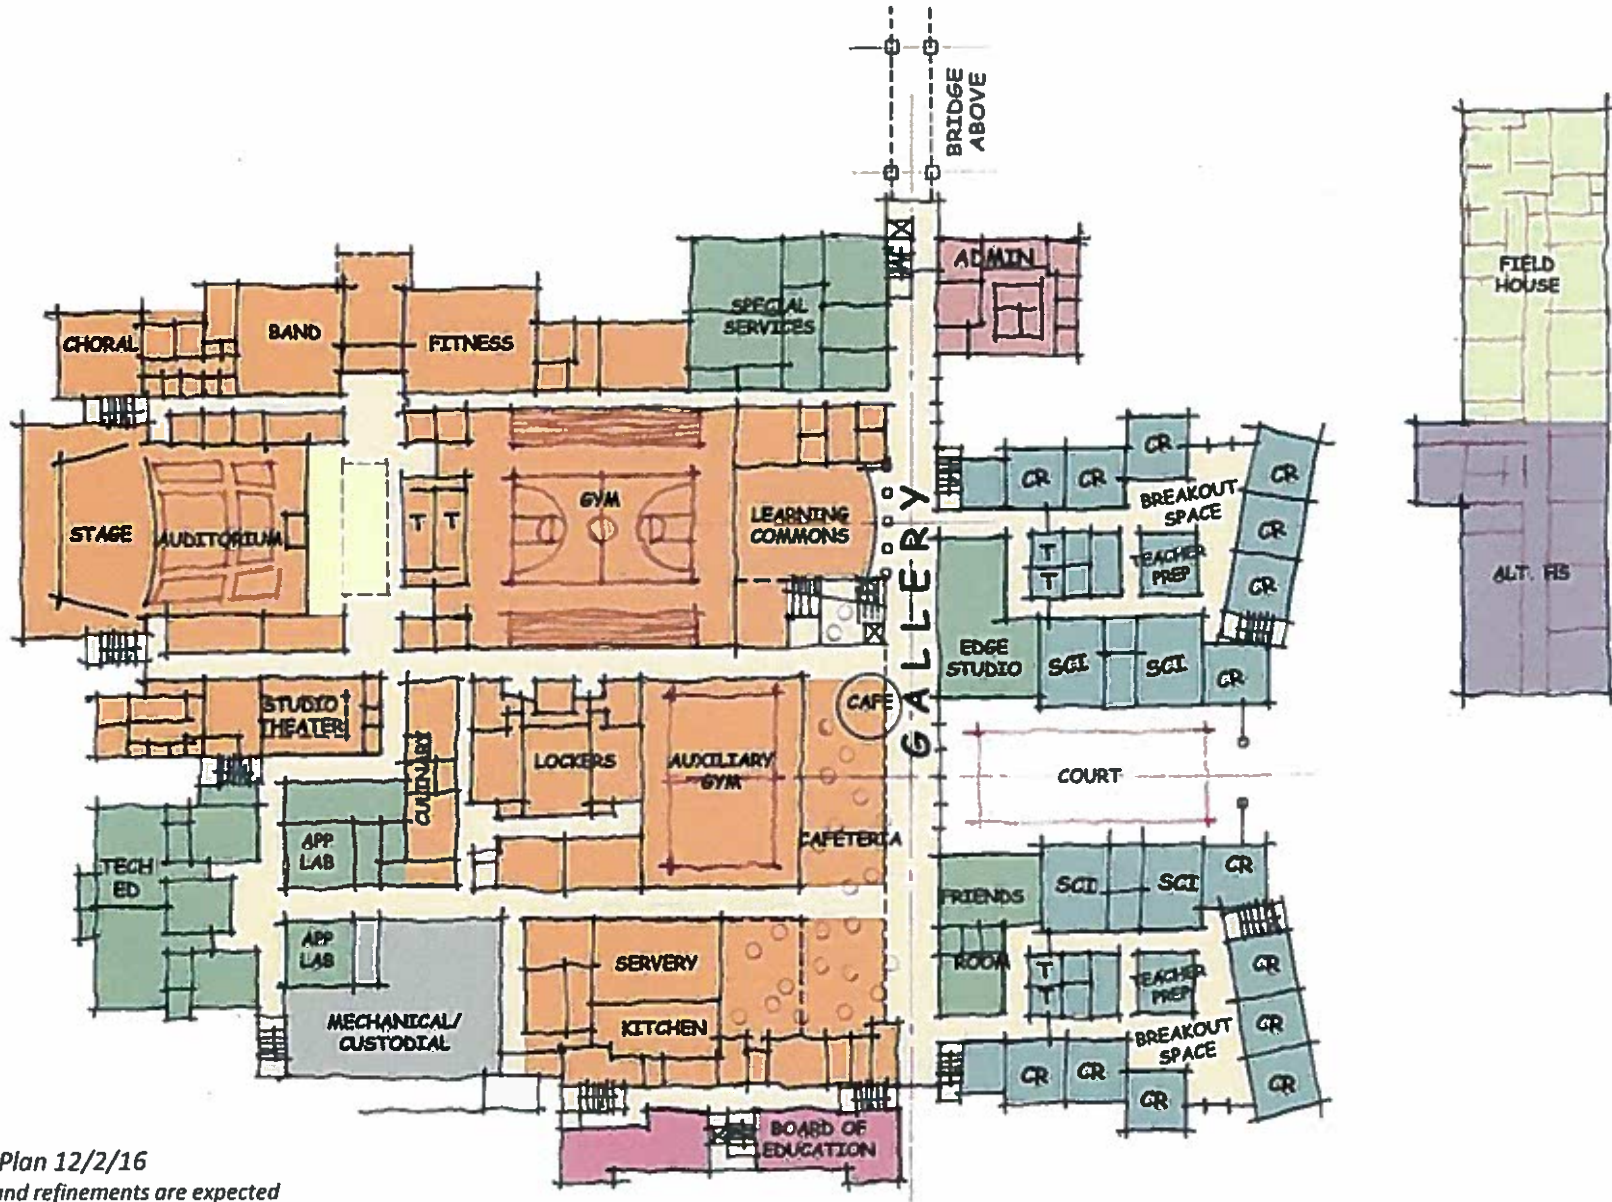 BRIDGE
ABOVE
ADMIN
SPECIAL
SERVICES
CHORAL
BAND
FITNESS
FIELD
HOUSE
ALT. HS
STAGE
AUDITORIUM
T
T
GYM
LEARNING
COMMONS
GALLERY
CR
CR
CR
CR
BREAKOUT
SPACE
CR
CR
T
T
TEACHER
PREP
EDGE
STUDIO
SCI
SCI
CR
STUDIO
THEATER
CULINARY
LOCKERS
AUXILIARY
GYM
CAFE
COURT
CAFETERIA
TECH
ED
APP
LAB
APP
LAB
FRIENDS
ROOM
SCI
SCI
CR
T
T
TEACHER
PREP
CR
CR
CR
BREAKOUT
SPACE
CR
CR
CR
SERVERY
KITCHEN
MECHANICAL/
CUSTODIAL
BOARD OF
EDUCATION
Plan 12/2/16
and refinements are expected